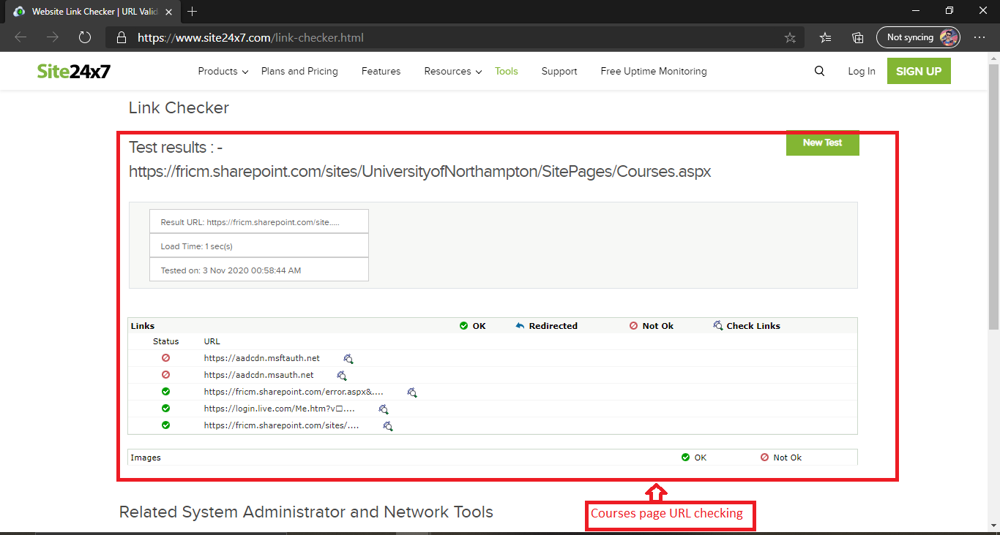 Website Link Checker | URL Valid
https://www.site24x7.com/link-checker.html
Not syncing
Site24x7
Products Plans and Pricing Features Resources Tools Support Free Uptime Monitoring Log In SIGN UP
Link Checker
Test results : -
New Test
https://fricm.sharepoint.com/sites/UniversityofNorthampton/SitePages/Courses.aspx
Result URL: https://fricm.sharepoint.com/site.....
Load Time: 1 sec(s)
Tested on: 3 Nov 2020 00:58:44 AM
Links OK Redirected Not Ok Check Links
Status URL
https://aadcdn.msftauth.net
https://aadcdn.msauth.net
https://fricm.sharepoint.com/error.aspx&....
https://login.live.com/Me.htm?v□....
https://fricm.sharepoint.com/sites/....
Images OK Not Ok
Related System Administrator and Network Tools
Courses page URL checking